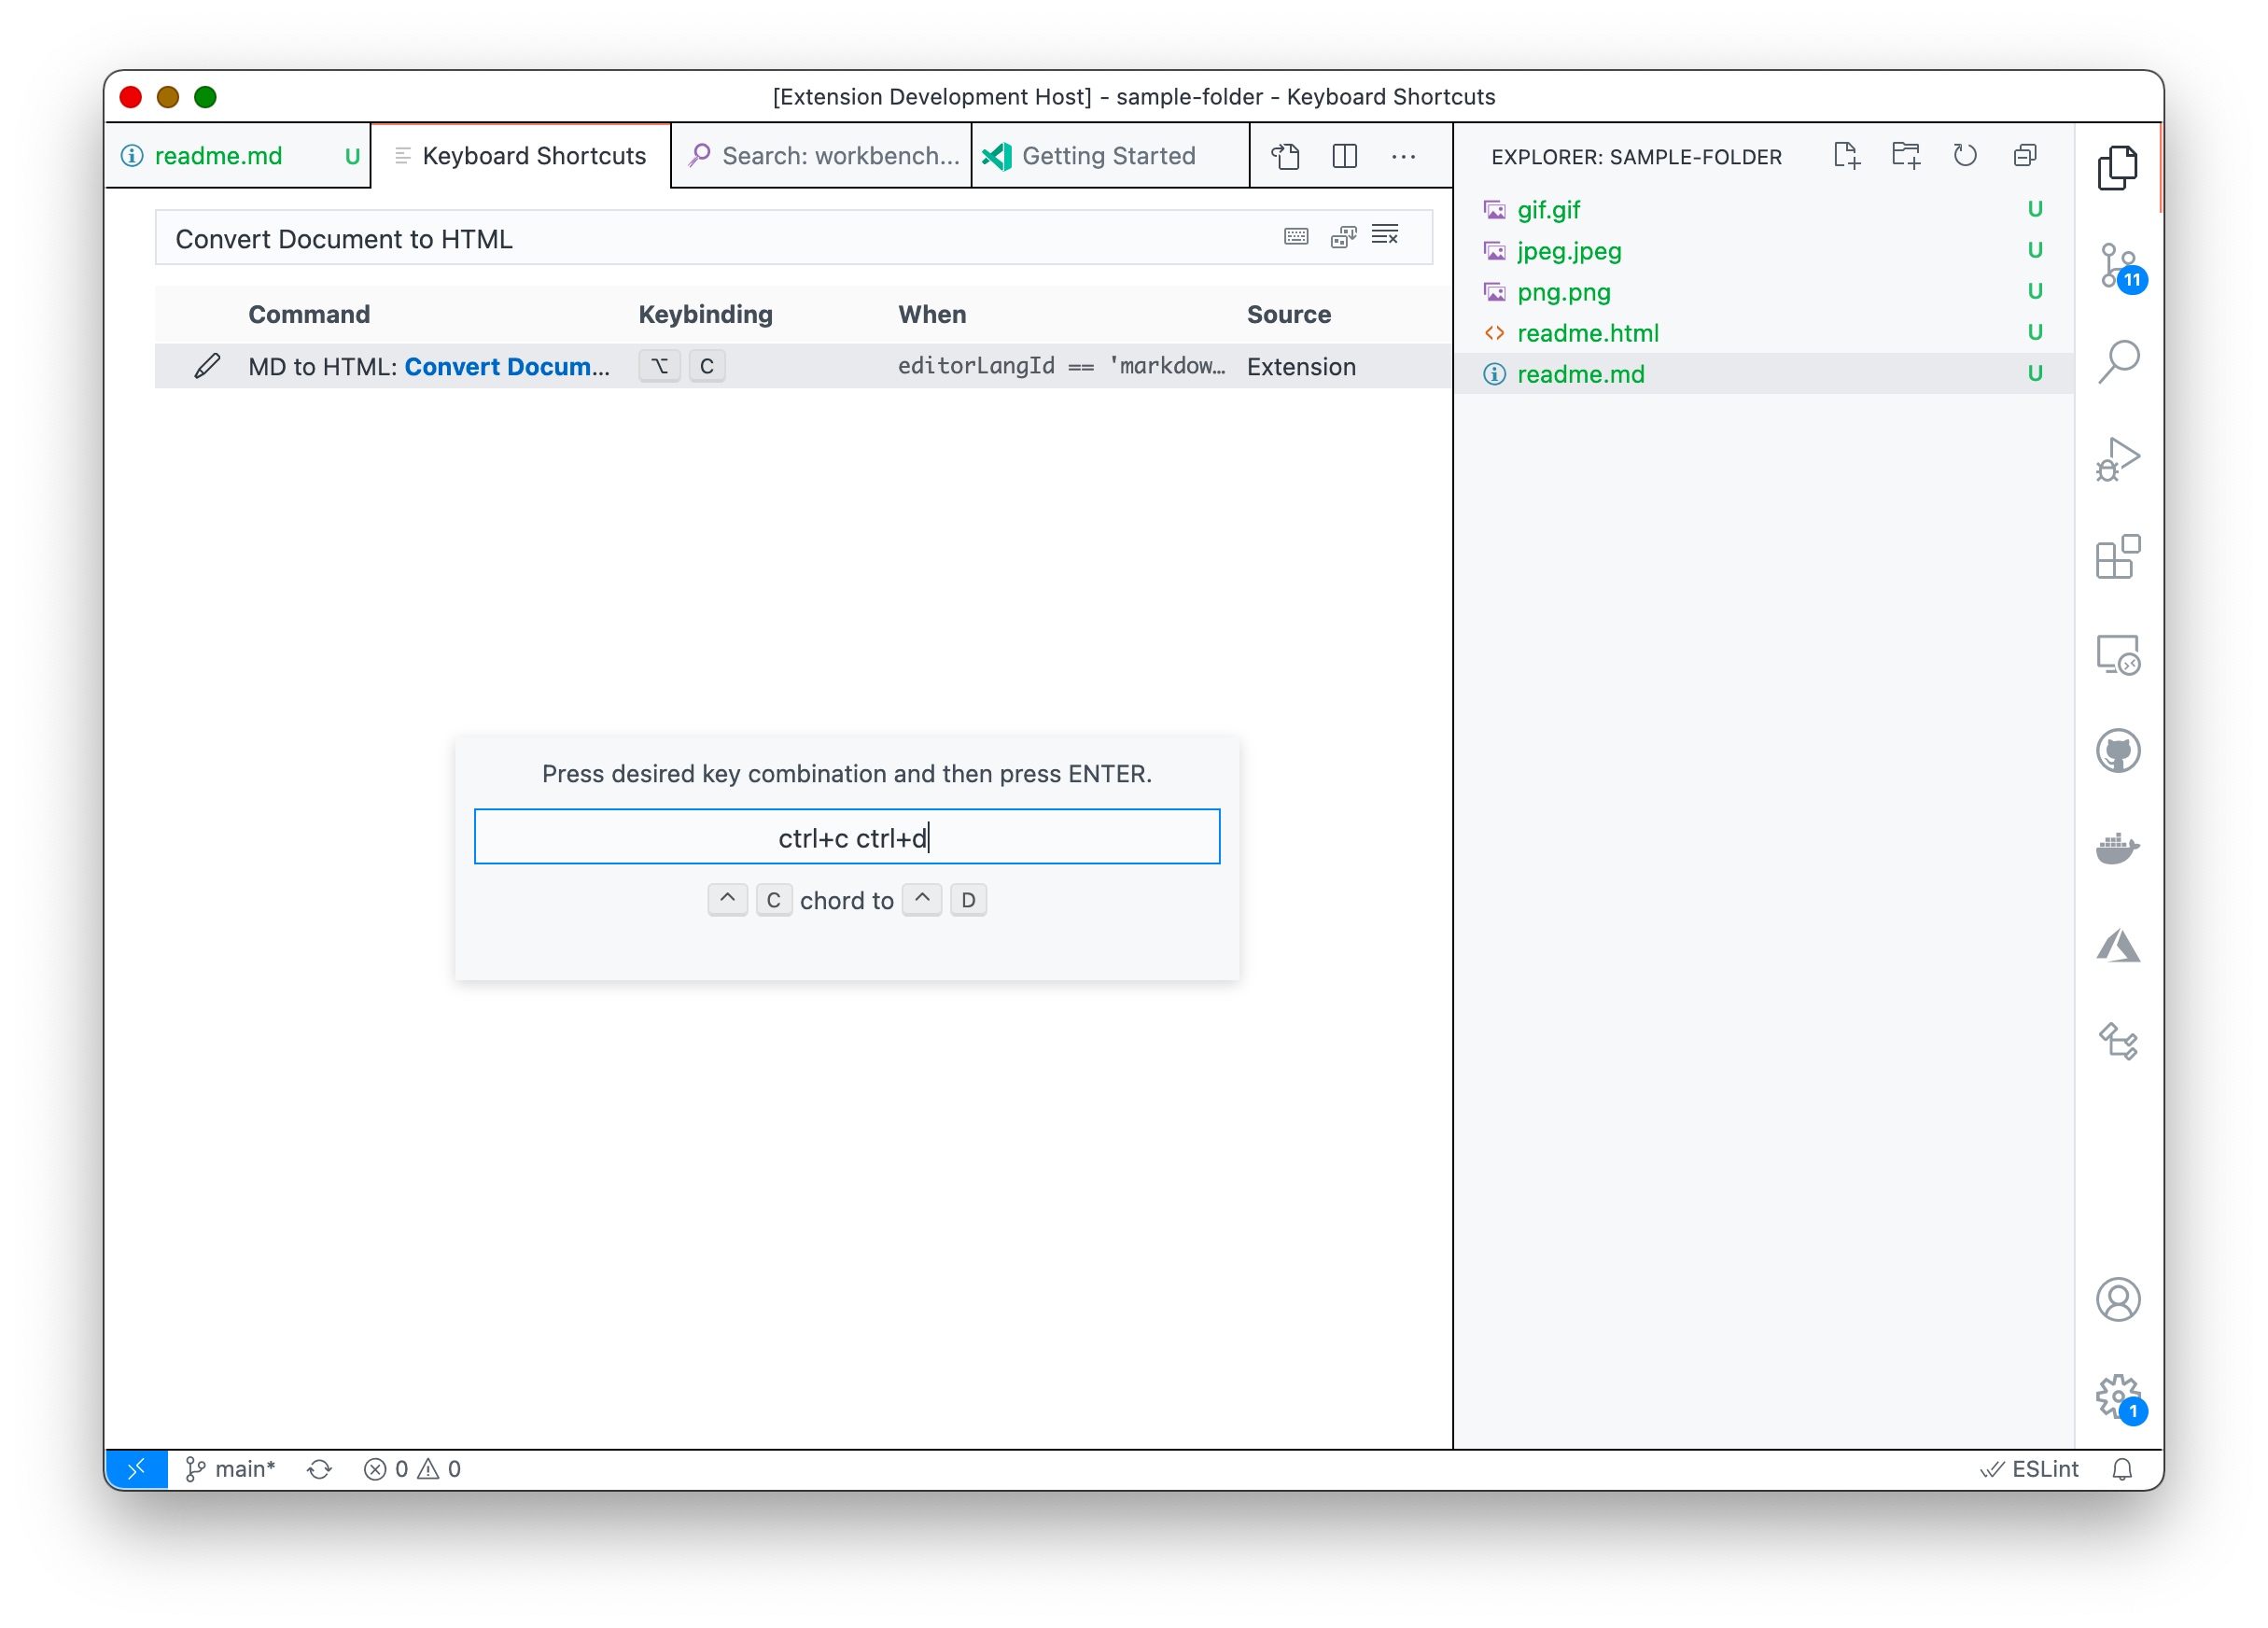 [Extension Development Host] - sample-folder - Keyboard Shortcuts
readme.md U Keyboard Shortcuts Search: workbench... Getting Started
Convert Document to HTML
Command Keybinding When Source
MD to HTML: Convert Docum... ⌥ C editorLangId == 'markdow... Extension
Press desired key combination and then press ENTER.
ctrl+c ctrl+d
^ C chord to ^ D
EXPLORER: SAMPLE-FOLDER
gif.gif U
jpeg.jpeg U
png.png U
readme.html U
readme.md U
11
1
main* 0 0 ESLint